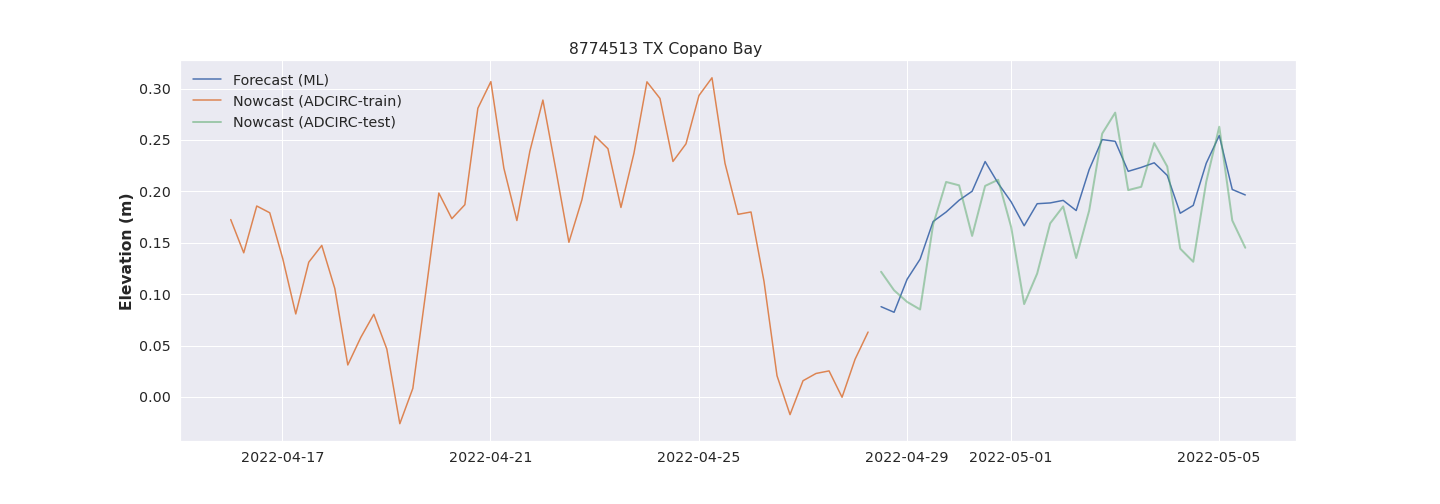 8774513 TX Copano Bay
Forecast (ML)
Nowcast (ADCIRC-train)
Nowcast (ADCIRC-test)
Elevation (m)
0.30
0.25
0.20
0.15
0.10
0.05
0.00
2022-04-17 2022-04-21 2022-04-25 2022-04-29 2022-05-01 2022-05-05